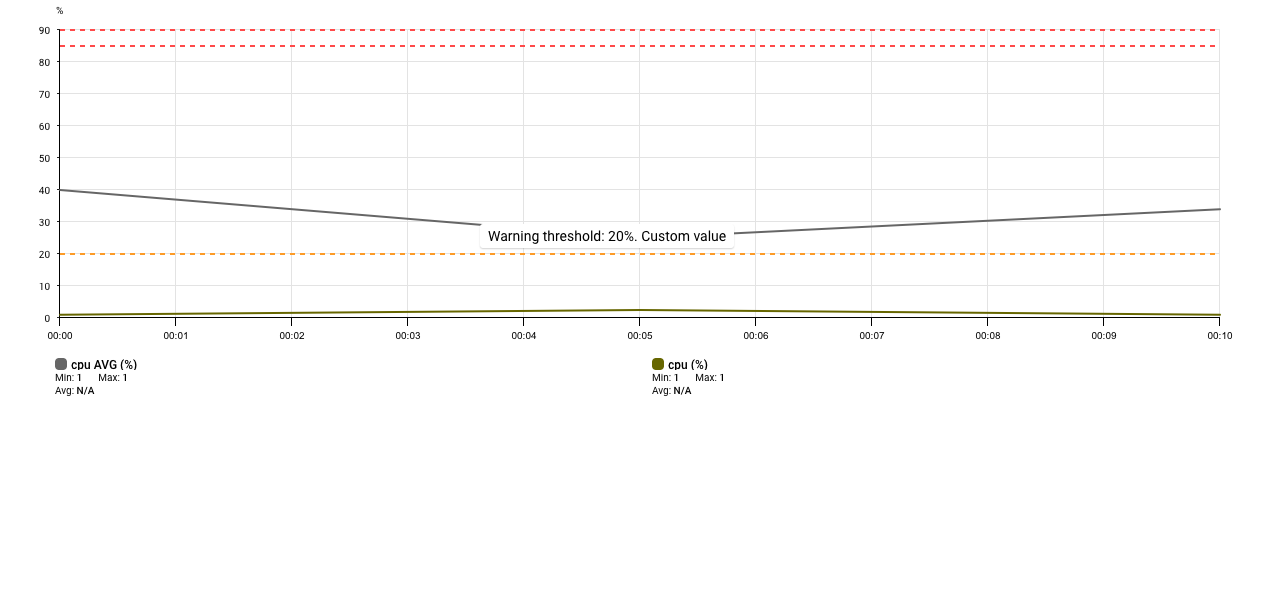 %
90
80
70
60
50
40
30
Warning threshold: 20%. Custom value
20
10
0
00:00 00:01 00:02 00:03 00:04 00:05 00:06 00:07 00:08 00:09 00:10
cpu AVG (%) cpu (%)
Min: 1 Max: 1 Min: 1 Max: 1
Avg: N/A Avg: N/A